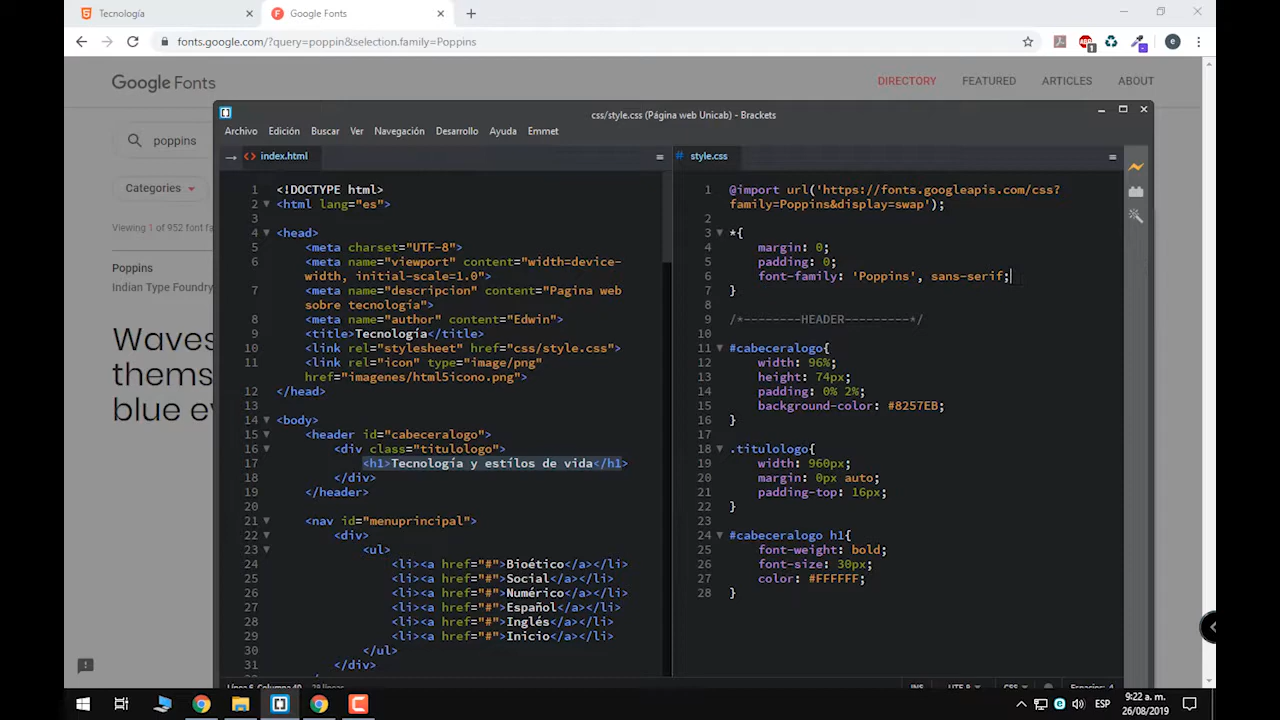 Tecnología
Google Fonts
fonts.google.com/?query=poppin&selection.family=Poppins
Google Fonts
DIRECTORY
FEATURED
ARTICLES
ABOUT
poppins
Categories
Viewing 1 of 952 font fa
Poppins
Indian Type Foundry
Waves
thems
blue ev
css/style.css (Página web Unicab) - Brackets
Archivo Edición Buscar Ver Navegación Desarrollo Ayuda Emmet
index.html
1 <!DOCTYPE html>
2 <html lang="es">
3
4 <head>
5 <meta charset="UTF-8">
6 <meta name="viewport" content="width=device-
width, initial-scale=1.0">
7 <meta name="descripcion" content="Pagina web
sobre tecnología">
8 <meta name="author" content="Edwin">
9 <title>Tecnología</title>
10 <link rel="stylesheet" href="css/style.css">
11 <link rel="icon" type="image/png"
href="imagenes/html5icono.png">
12 </head>
13
14 <body>
15 <header id="cabeceralogo">
16 <div class="titulologo">
17 <h1>Tecnología y estilos de vida</h1>
18 </div>
19 </header>
20
21 <nav id="menuprincipal">
22 <div>
23 <ul>
24 <li><a href="#">Bioético</a></li>
25 <li><a href="#">Social</a></li>
26 <li><a href="#">Numérico</a></li>
27 <li><a href="#">Español</a></li>
28 <li><a href="#">Inglés</a></li>
29 <li><a href="#">Inicio</a></li>
30 </ul>
31 </div>
style.css
1 @import url('https://fonts.googleapis.com/css?
family=Poppins&display=swap');
2
3 *{
4 margin: 0;
5 padding: 0;
6 font-family: 'Poppins', sans-serif;
7 }
8
9 /*--------HEADER---------*/
10
11 #cabeceralogo{
12 width: 96%;
13 height: 74px;
14 padding: 0% 2%;
15 background-color: #8257EB;
16 }
17
18 .titulologo{
19 width: 960px;
20 margin: 0px auto;
21 padding-top: 16px;
22 }
23
24 #cabeceralogo h1{
25 font-weight: bold;
26 font-size: 30px;
27 color: #FFFFFF;
28 }
ESP
9:22 a. m.
26/08/2019